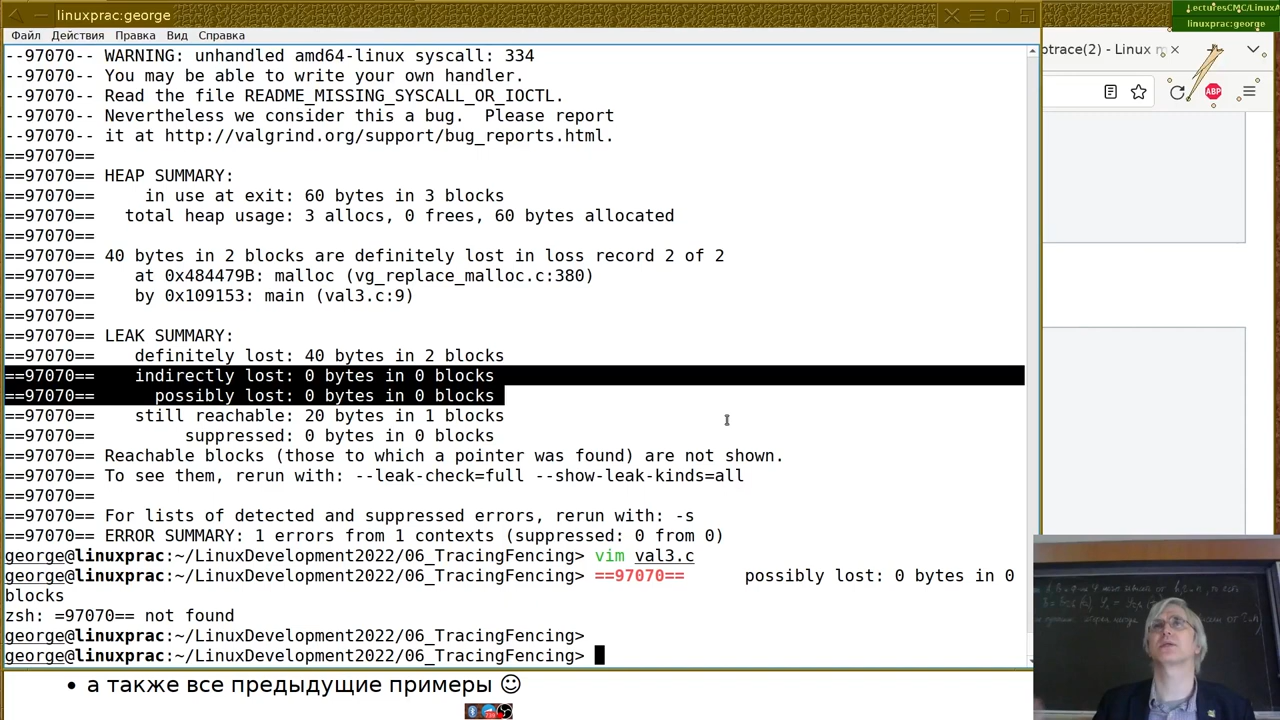 linuxprac:george
LecturesCMC/LinuxA
linuxprac:george
Файл Действия Правка Вид Справка
ptrace(2) - Linux m
ABP
--97070-- WARNING: unhandled amd64-linux syscall: 334
--97070-- You may be able to write your own handler.
--97070-- Read the file README_MISSING_SYSCALL_OR_IOCTL.
--97070-- Nevertheless we consider this a bug.  Please report
--97070-- it at http://valgrind.org/support/bug_reports.html.
==97070==
==97070== HEAP SUMMARY:
==97070==     in use at exit: 60 bytes in 3 blocks
==97070==   total heap usage: 3 allocs, 0 frees, 60 bytes allocated
==97070==
==97070== 40 bytes in 2 blocks are definitely lost in loss record 2 of 2
==97070==    at 0x484479B: malloc (vg_replace_malloc.c:380)
==97070==    by 0x109153: main (val3.c:9)
==97070==
==97070== LEAK SUMMARY:
==97070==    definitely lost: 40 bytes in 2 blocks
==97070==    indirectly lost: 0 bytes in 0 blocks
==97070==      possibly lost: 0 bytes in 0 blocks
==97070==    still reachable: 20 bytes in 1 blocks
==97070==         suppressed: 0 bytes in 0 blocks
==97070== Reachable blocks (those to which a pointer was found) are not shown.
==97070== To see them, rerun with: --leak-check=full --show-leak-kinds=all
==97070==
==97070== For lists of detected and suppressed errors, rerun with: -s
==97070== ERROR SUMMARY: 1 errors from 1 contexts (suppressed: 0 from 0)
george@linuxprac:~/LinuxDevelopment2022/06_TracingFencing> vim val3.c
george@linuxprac:~/LinuxDevelopment2022/06_TracingFencing> ==97070==      possibly lost: 0 bytes in 0
blocks
zsh: =97070== not found
george@linuxprac:~/LinuxDevelopment2022/06_TracingFencing>
george@linuxprac:~/LinuxDevelopment2022/06_TracingFencing>
• а также все предыдущие примеры ☺